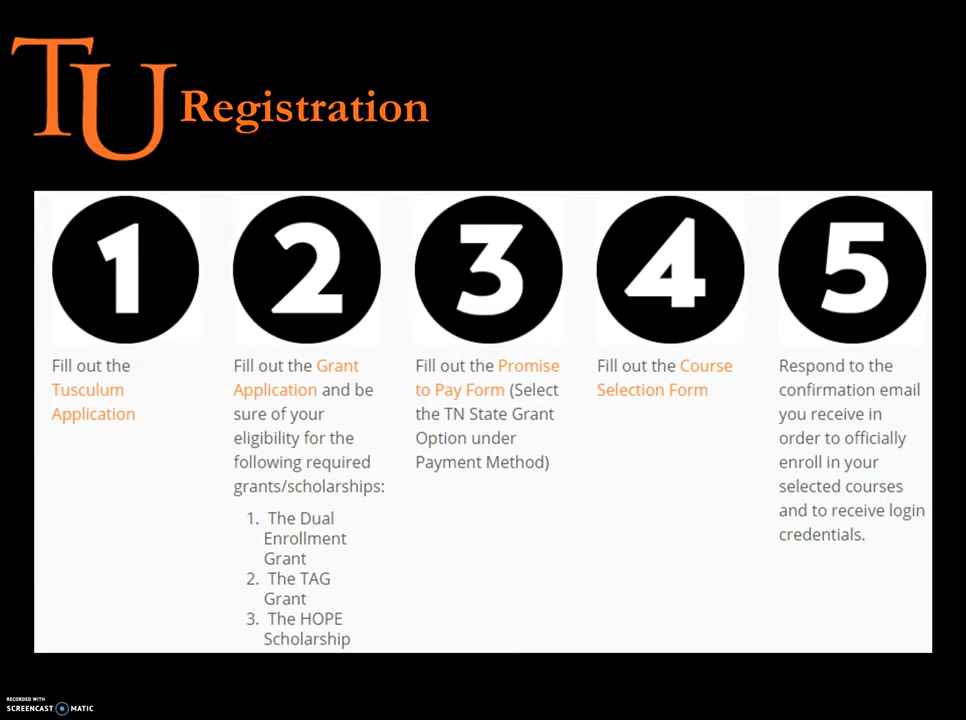 TU Registration
1
2
3
4
5
Fill out the
Tusculum
Application
Fill out the Grant
Application and be
sure of your
eligibility for the
following required
grants/scholarships:
1. The Dual
Enrollment
Grant
2. The TAG
Grant
3. The HOPE
Scholarship
Fill out the Promise
to Pay Form (Select
the TN State Grant
Option under
Payment Method)
Fill out the Course
Selection Form
Respond to the
confirmation email
you receive in
order to officially
enroll in your
selected courses
and to receive login
credentials.
RECORDED WITH
SCREENCAST MATIC